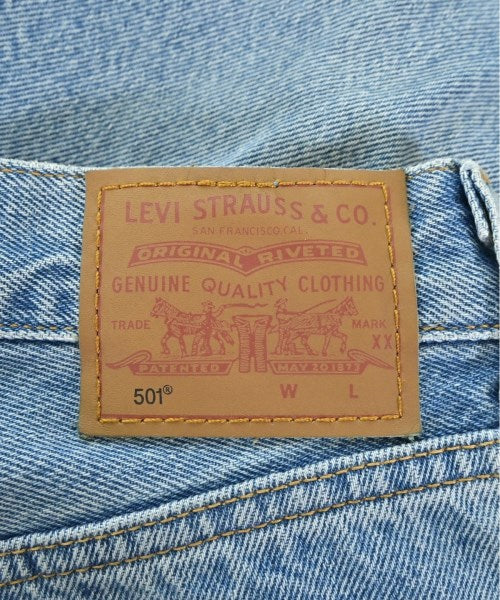 LEVI STRAUSS & CO.
SAN FRANCISCO, CAL.
ORIGINAL RIVETED
GENUINE QUALITY CLOTHING
TRADE MARK
XX
PATENTED MAY 20 1873
501® W L